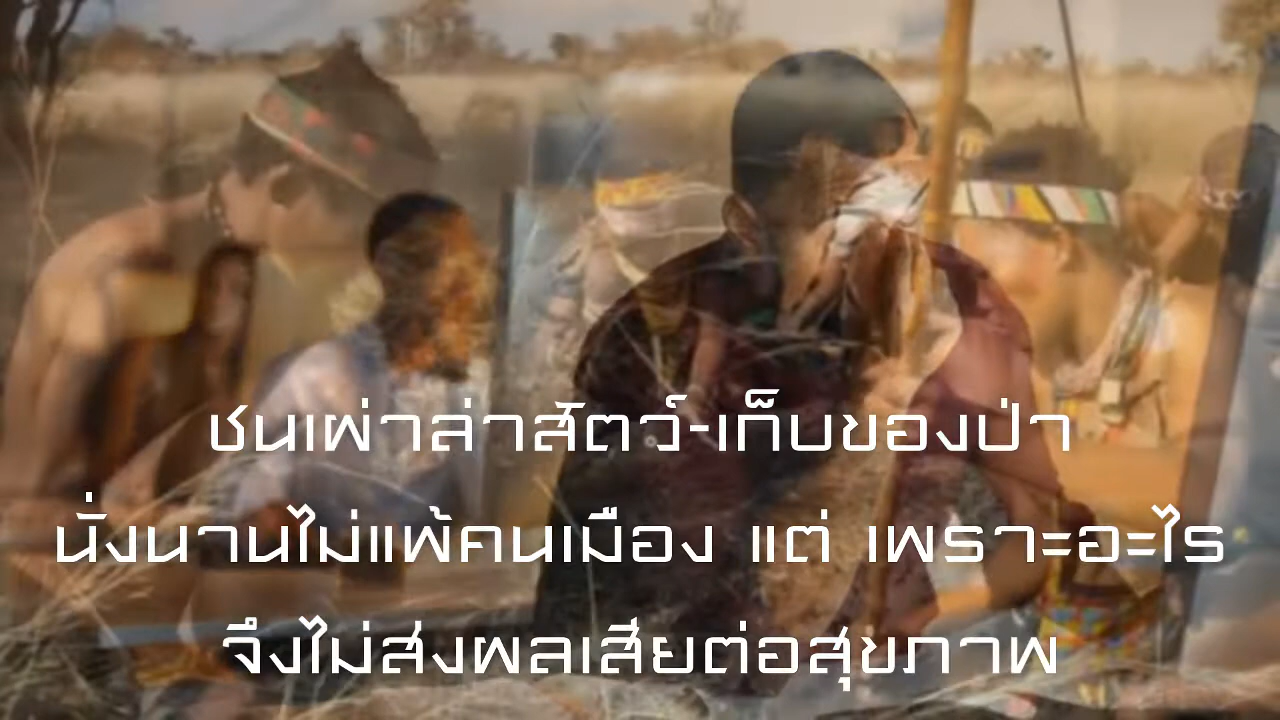 ชนเผ่าล่าสัตว์-เก็บของป่า
นั่งนานไม่แพ้คนเมือง แต่ เพราะอะไร
จึงไม่ส่งผลเสียต่อสุขภาพ